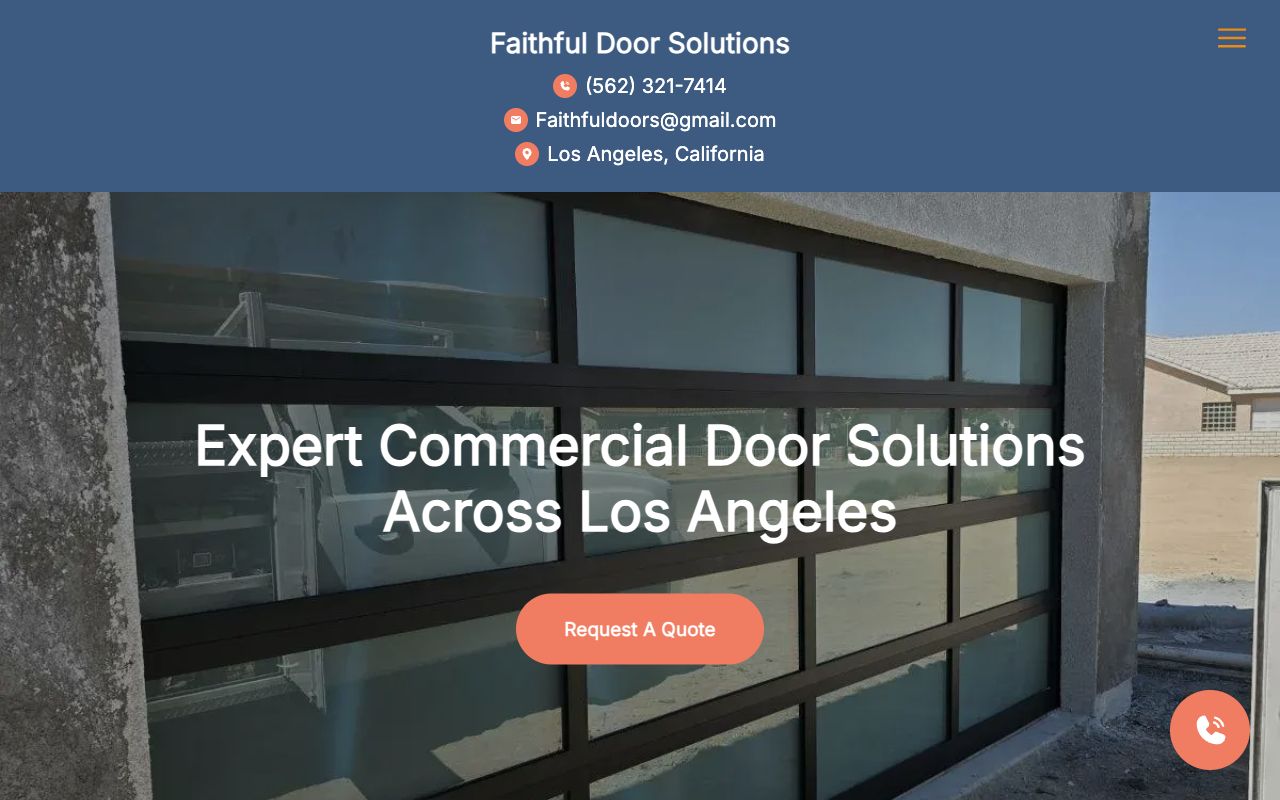 Faithful Door Solutions
(562) 321-7414
Faithfuldoors@gmail.com
Los Angeles, California
Expert Commercial Door Solutions
Across Los Angeles
Request A Quote